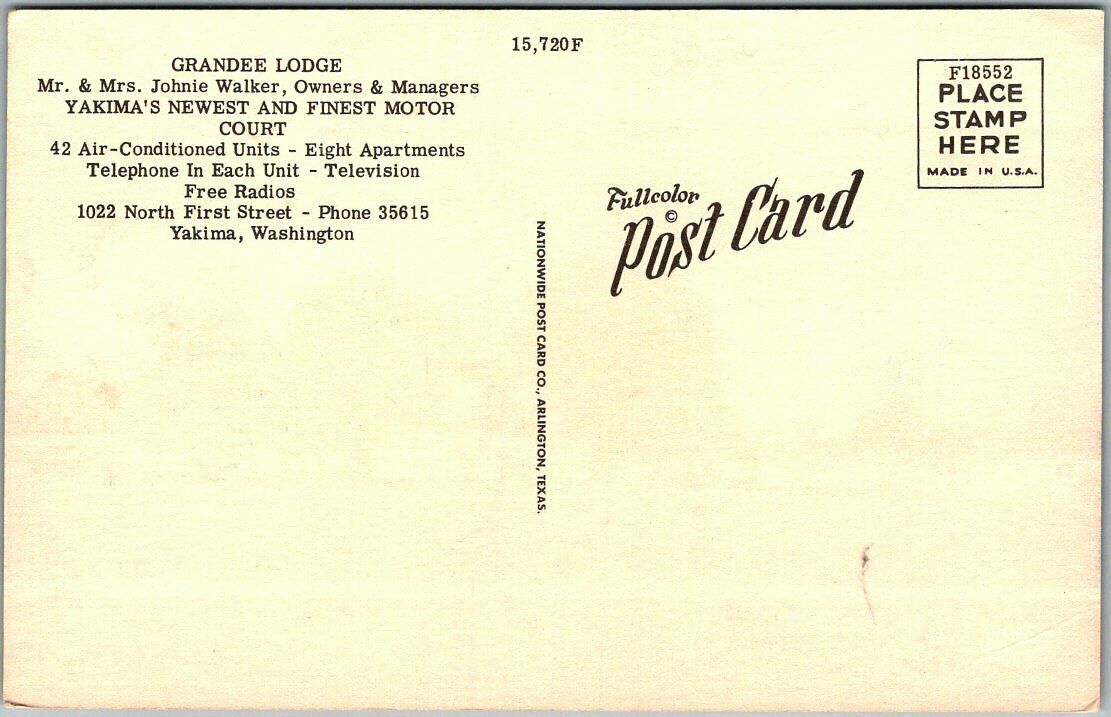 15,720F
GRANDEE LODGE
Mr. & Mrs. Johnie Walker, Owners & Managers
YAKIMA'S NEWEST AND FINEST MOTOR
COURT
42 Air-Conditioned Units - Eight Apartments
Telephone In Each Unit - Television
Free Radios
1022 North First Street - Phone 35615
Yakima, Washington
NATIONWIDE POST CARD CO., ARLINGTON, TEXAS.
Fullcolor
©
Post Card
F18552
PLACE
STAMP
HERE
MADE IN U.S.A.